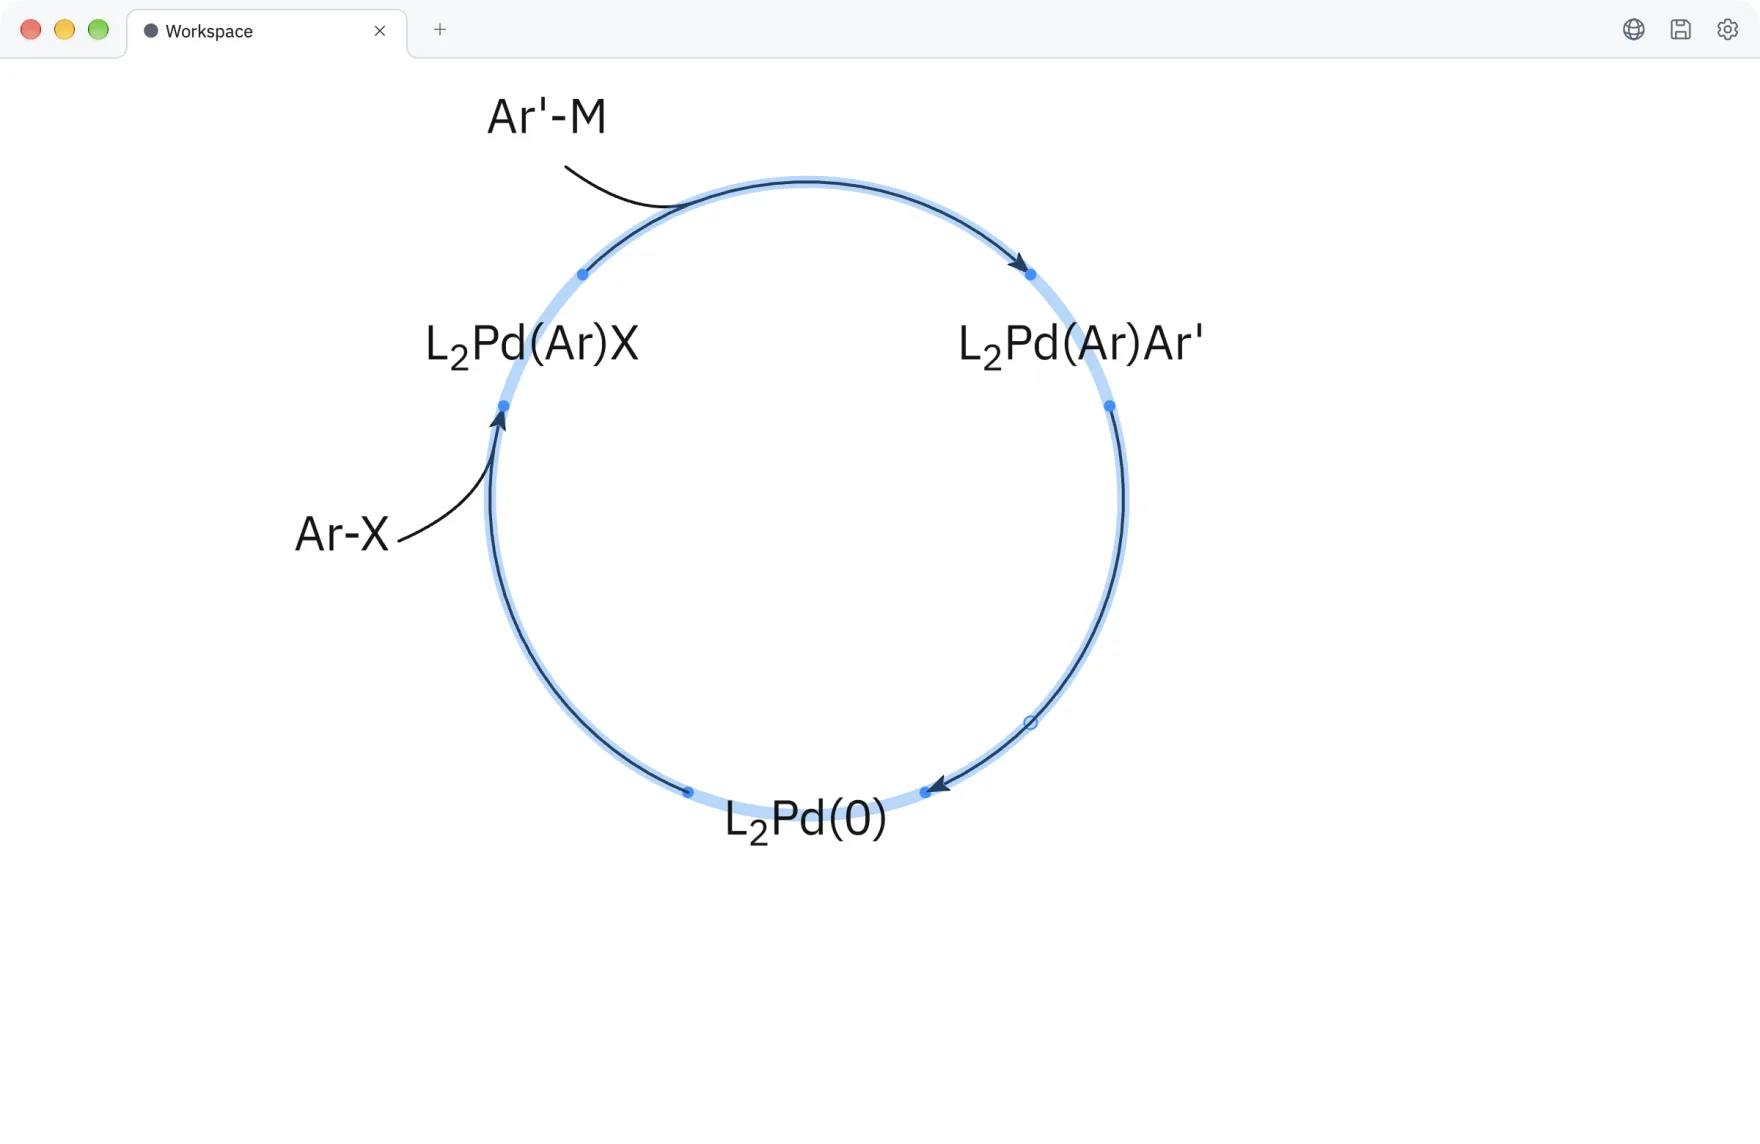 Workspace
Ar'-M
L₂Pd(Ar)X
L₂Pd(Ar)Ar'
Ar-X
L₂Pd(0)